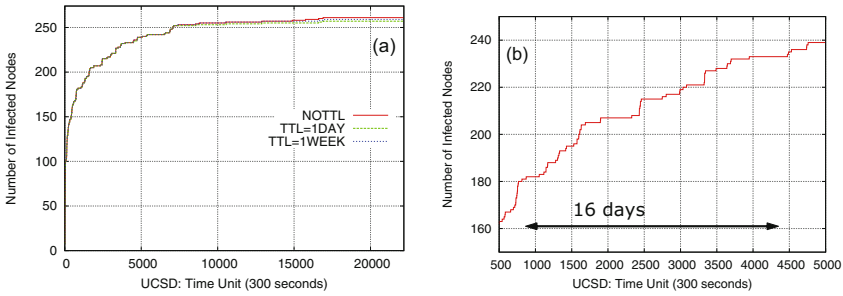 (a)
Number of Infected Nodes
250
200
150
100
50
0
NOTTL
TTL=1DAY
TTL=1WEEK
0 5000 10000 15000 20000
UCSD: Time Unit (300 seconds)
(b)
Number of Infected Nodes
240
220
200
180
160
16 days
500 1000 1500 2000 2500 3000 3500 4000 4500 5000
UCSD: Time Unit (300 seconds)